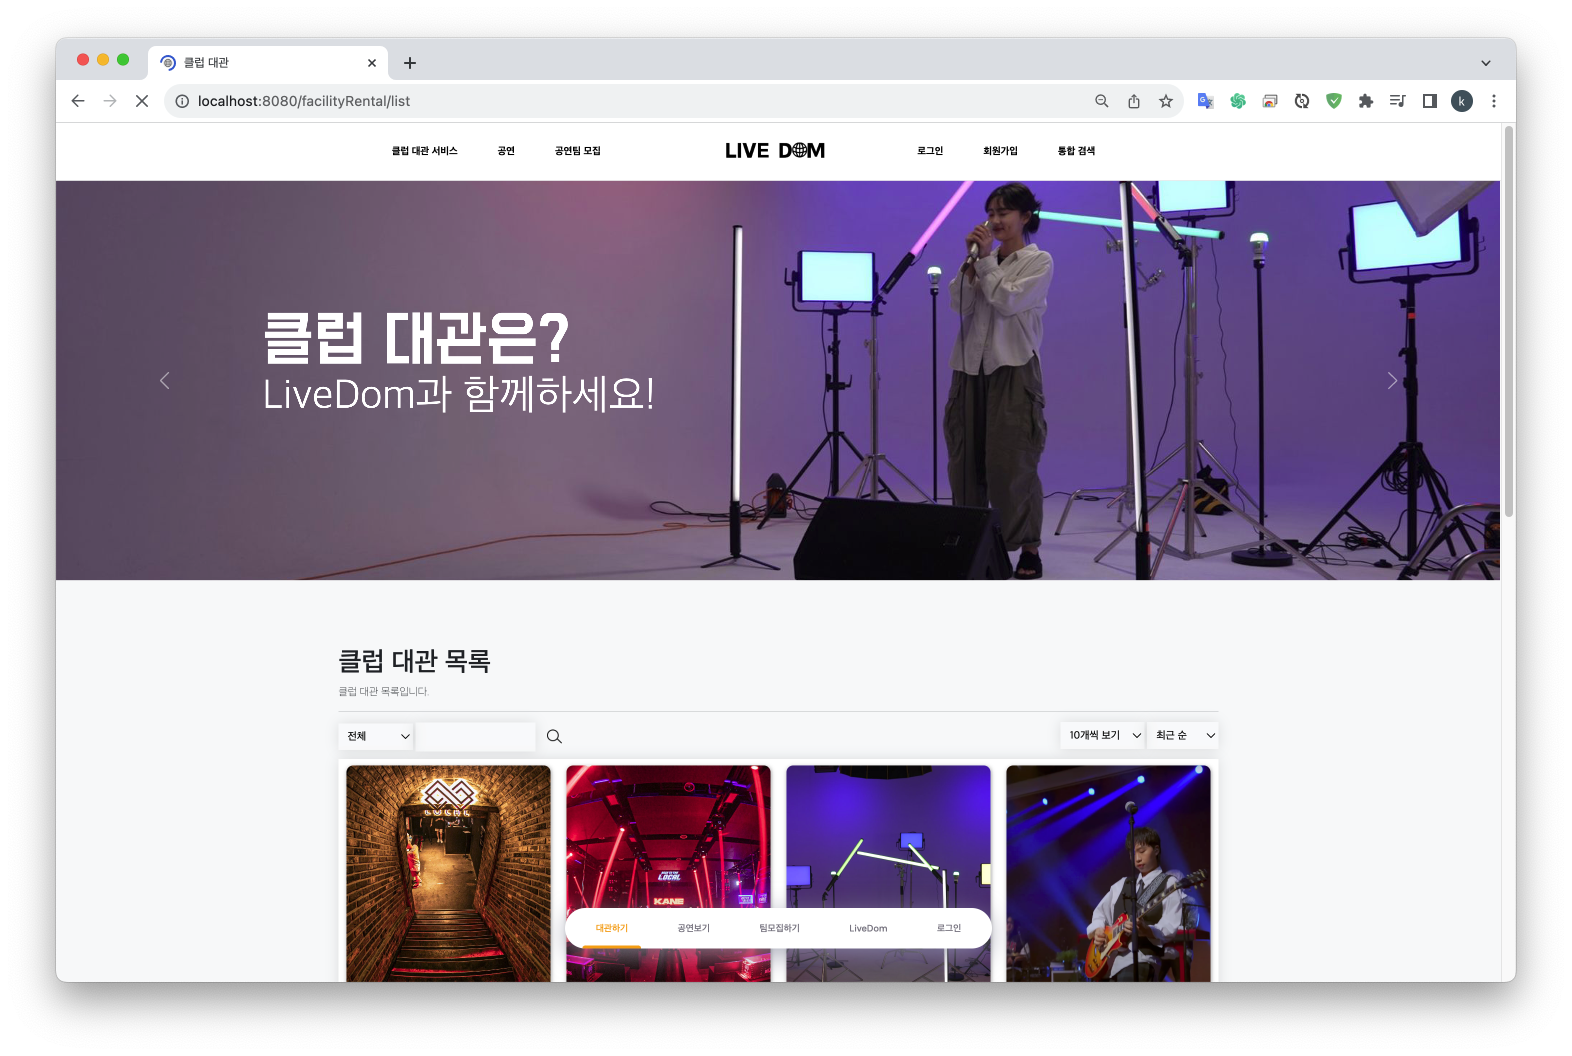 클럽 대관
localhost:8080/facilityRental/list
k
클럽 대관 서비스
공연
공연팀 모집
LIVE DOM
로그인
회원가입
통합 검색
클럽 대관은?
LiveDom과 함께하세요!
클럽 대관 목록
클럽 대관 목록입니다.
전체
10개씩 보기
최근 순
LOCAL
KANE
대관하기
공연보기
팀모집하기
LiveDom
로그인